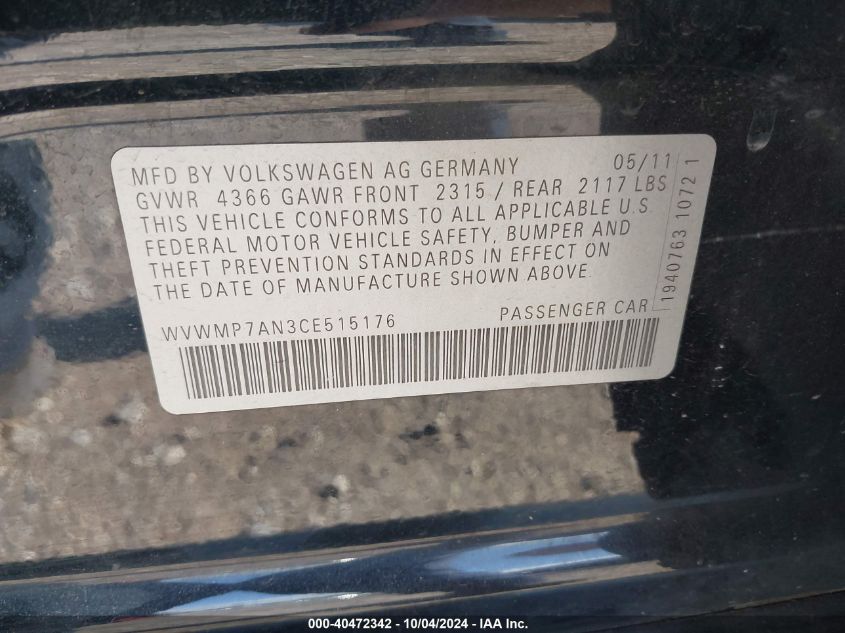 MFD BY VOLKSWAGEN AG GERMANY 05/11
GVWR 4366 GAWR FRONT 2315 / REAR 2117 LBS
THIS VEHICLE CONFORMS TO ALL APPLICABLE U.S
FEDERAL MOTOR VEHICLE SAFETY, BUMPER AND
THEFT PREVENTION STANDARDS IN EFFECT ON
THE DATE OF MANUFACTURE SHOWN ABOVE.
WVWMP7AN3CE515176 PASSENGER CAR
1940763 10721
000-40472342 - 10/04/2024 - IAA Inc.